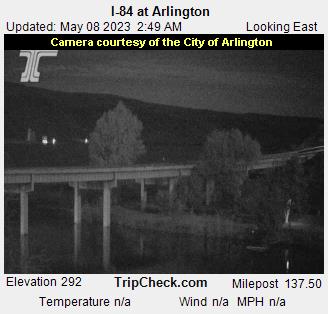 I-84 at Arlington
Updated: May 08 2023 2:49 AM Looking East
Camera courtesy of the City of Arlington
Elevation 292 TripCheck.com Milepost 137.50
Temperature n/a Wind n/a MPH n/a